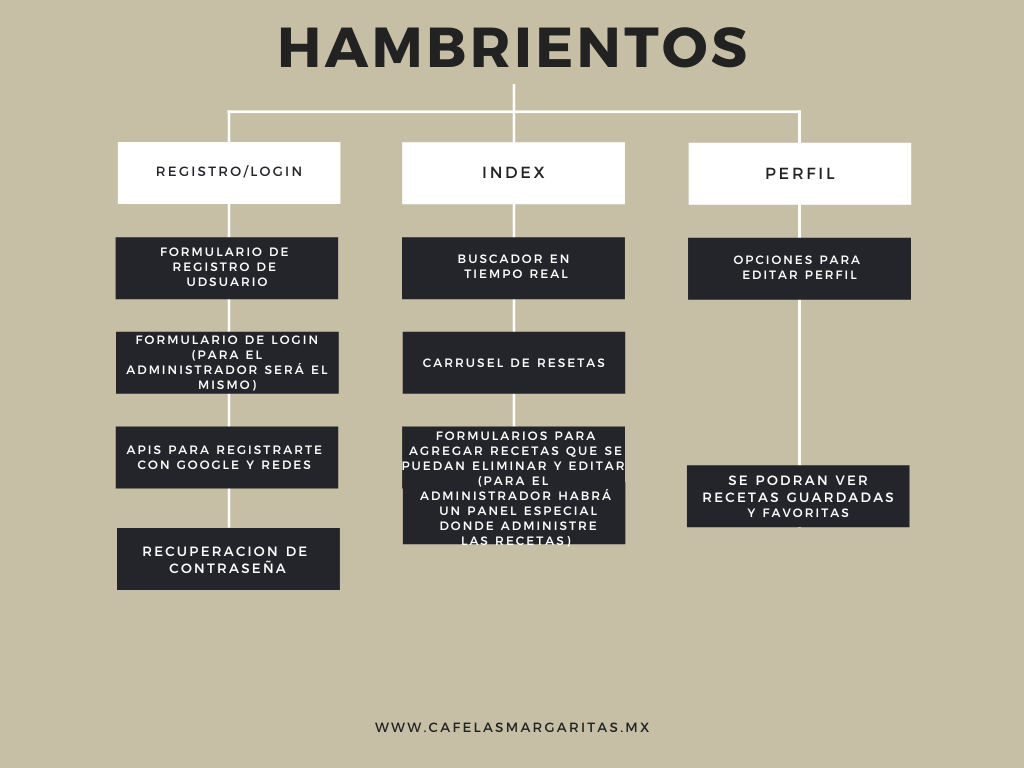 HAMBRIENTOS
REGISTRO/LOGIN
FORMULARIO DE
REGISTRO DE
UDSUARIO
FORMULARIO DE LOGIN
(PARA EL
ADMINISTRADOR SERÁ EL
MISMO)
APIS PARA REGISTRARTE
CON GOOGLE Y REDES
RECUPERACION DE
CONTRASEÑA
INDEX
BUSCADOR EN
TIEMPO REAL
CARRUSEL DE RESETAS
FORMULARIOS PARA
AGREGAR RECETAS QUE SE
PUEDAN ELIMINAR Y EDITAR
(PARA EL
ADMINISTRADOR HABRÁ
UN PANEL ESPECIAL
DONDE ADMINISTRE
LAS RECETAS)
PERFIL
OPCIONES PARA
EDITAR PERFIL
SE PODRAN VER
RECETAS GUARDADAS
Y FAVORITAS
WWW.CAFELASMARGARITAS.MX